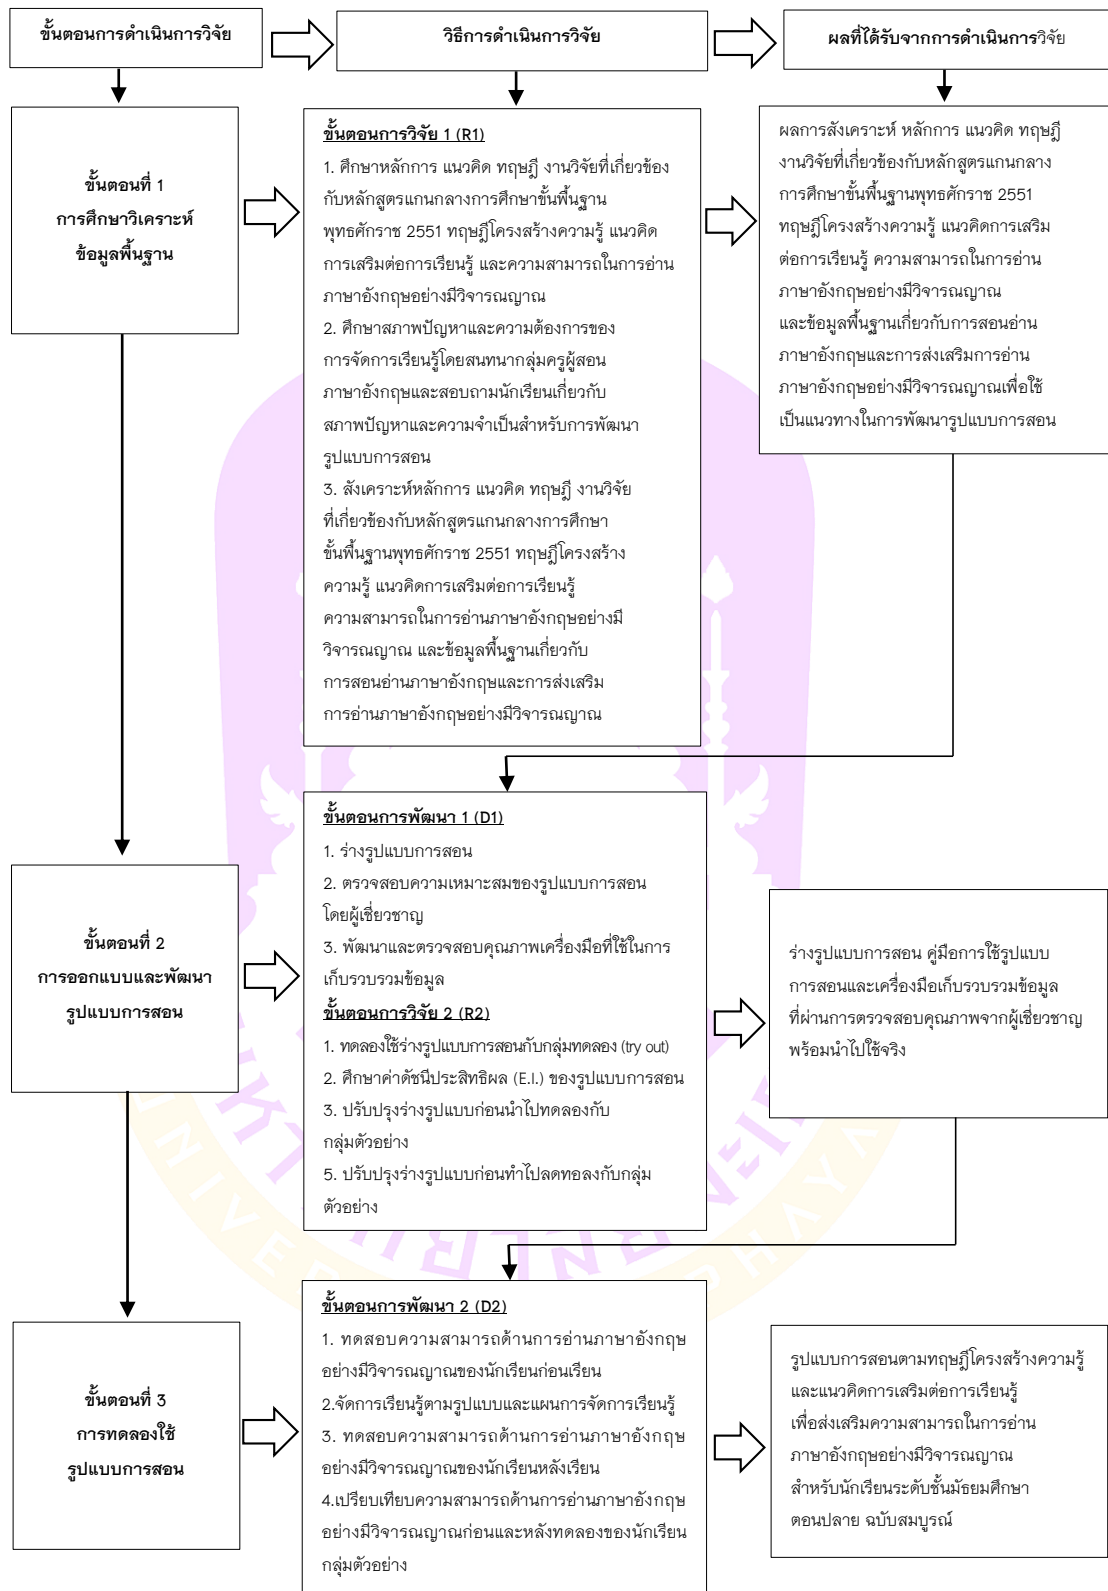 ขั้นตอนการดำเนินการวิจัย
วิธีการดำเนินการวิจัย
ผลที่ได้รับจากการดำเนินการวิจัย
ขั้นตอนที่ 1
การศึกษาวิเคราะห์
ข้อมูลพื้นฐาน
ขั้นตอนการวิจัย 1 (R1)
1. ศึกษาหลักการ แนวคิด ทฤษฎี งานวิจัยที่เกี่ยวข้อง
กับหลักสูตรแกนกลางการศึกษาขั้นพื้นฐาน
พุทธศักราช 2551 ทฤษฎีโครงสร้างความรู้ แนวคิด
การเสริมต่อการเรียนรู้ และความสามารถในการอ่าน
ภาษาอังกฤษอย่างมีวิจารณญาณ
2. ศึกษาสภาพปัญหาและความต้องการของ
การจัดการเรียนรู้โดยสนทนากลุ่มครูผู้สอน
ภาษาอังกฤษและสอบถามนักเรียนเกี่ยวกับ
สภาพปัญหาและความจำเป็นสำหรับการพัฒนา
รูปแบบการสอน
3. สังเคราะห์หลักการ แนวคิด ทฤษฎี งานวิจัย
ที่เกี่ยวข้องกับหลักสูตรแกนกลางการศึกษา
ขั้นพื้นฐานพุทธศักราช 2551 ทฤษฎีโครงสร้าง
ความรู้ แนวคิดการเสริมต่อการเรียนรู้
ความสามารถในการอ่านภาษาอังกฤษอย่างมี
วิจารณญาณ และข้อมูลพื้นฐานเกี่ยวกับ
การสอนอ่านภาษาอังกฤษและการส่งเสริม
การอ่านภาษาอังกฤษอย่างมีวิจารณญาณ
ผลการสังเคราะห์ หลักการ แนวคิด ทฤษฎี
งานวิจัยที่เกี่ยวข้องกับหลักสูตรแกนกลาง
การศึกษาขั้นพื้นฐานพุทธศักราช 2551
ทฤษฎีโครงสร้างความรู้ แนวคิดการเสริม
ต่อการเรียนรู้ ความสามารถในการอ่าน
ภาษาอังกฤษอย่างมีวิจารณญาณ
และข้อมูลพื้นฐานเกี่ยวกับการสอนอ่าน
ภาษาอังกฤษและการส่งเสริมการอ่าน
ภาษาอังกฤษอย่างมีวิจารณญาณเพื่อใช้
เป็นแนวทางในการพัฒนารูปแบบการสอน
ขั้นตอนที่ 2
การออกแบบและพัฒนา
รูปแบบการสอน
ขั้นตอนการพัฒนา 1 (D1)
1. ร่างรูปแบบการสอน
2. ตรวจสอบความเหมาะสมของรูปแบบการสอน
โดยผู้เชี่ยวชาญ
3. พัฒนาและตรวจสอบคุณภาพเครื่องมือที่ใช้ในการ
เก็บรวบรวมข้อมูล
ขั้นตอนการวิจัย 2 (R2)
1. ทดลองใช้ร่างรูปแบบการสอนกับกลุ่มทดลอง (try out)
2. ศึกษาค่าดัชนีประสิทธิผล (E.I.) ของรูปแบบการสอน
3. ปรับปรุงร่างรูปแบบก่อนนำไปทดลองกับ
กลุ่มตัวอย่าง
5. ปรับปรุงร่างรูปแบบก่อนทำไปลดทอลงกับกลุ่ม
ตัวอย่าง
ร่างรูปแบบการสอน คู่มือการใช้รูปแบบ
การสอนและเครื่องมือเก็บรวบรวมข้อมูล
ที่ผ่านการตรวจสอบคุณภาพจากผู้เชี่ยวชาญ
พร้อมนำไปใช้จริง
ขั้นตอนที่ 3
การทดลองใช้
รูปแบบการสอน
ขั้นตอนการพัฒนา 2 (D2)
1. ทดสอบความสามารถด้านการอ่านภาษาอังกฤษ
อย่างมีวิจารณญาณของนักเรียนก่อนเรียน
2.จัดการเรียนรู้ตามรูปแบบและแผนการจัดการเรียนรู้
3. ทดสอบความสามารถด้านการอ่านภาษาอังกฤษ
อย่างมีวิจารณญาณของนักเรียนหลังเรียน
4.เปรียบเทียบความสามารถด้านการอ่านภาษาอังกฤษ
อย่างมีวิจารณญาณก่อนและหลังทดลองของนักเรียน
กลุ่มตัวอย่าง
รูปแบบการสอนตามทฤษฎีโครงสร้างความรู้
และแนวคิดการเสริมต่อการเรียนรู้
เพื่อส่งเสริมความสามารถในการอ่าน
ภาษาอังกฤษอย่างมีวิจารณญาณ
สำหรับนักเรียนระดับชั้นมัธยมศึกษา
ตอนปลาย ฉบับสมบูรณ์